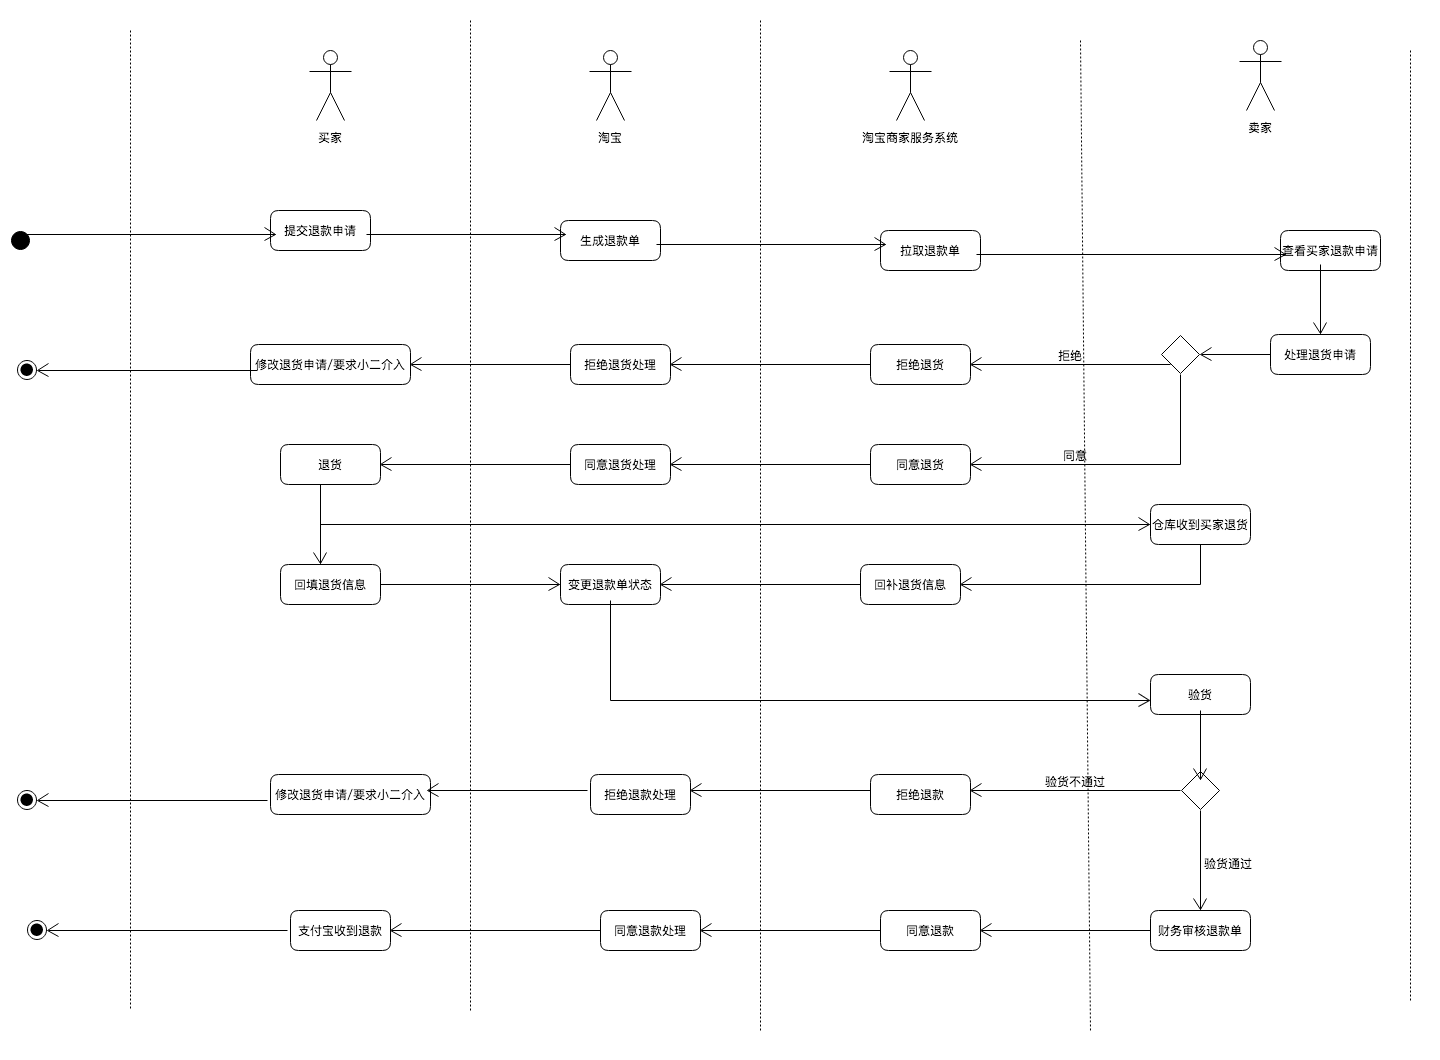 买家
淘宝
淘宝商家服务系统
卖家
提交退款申请
生成退款单
拉取退款单
查看买家退款申请
修改退货申请/要求小二介入
拒绝退货处理
拒绝退货
拒绝
处理退货申请
退货
同意退货处理
同意退货
同意
仓库收到买家退货
回填退货信息
变更退款单状态
回补退货信息
验货
修改退货申请/要求小二介入
拒绝退款处理
拒绝退款
验货不通过
验货通过
支付宝收到退款
同意退款处理
同意退款
财务审核退款单